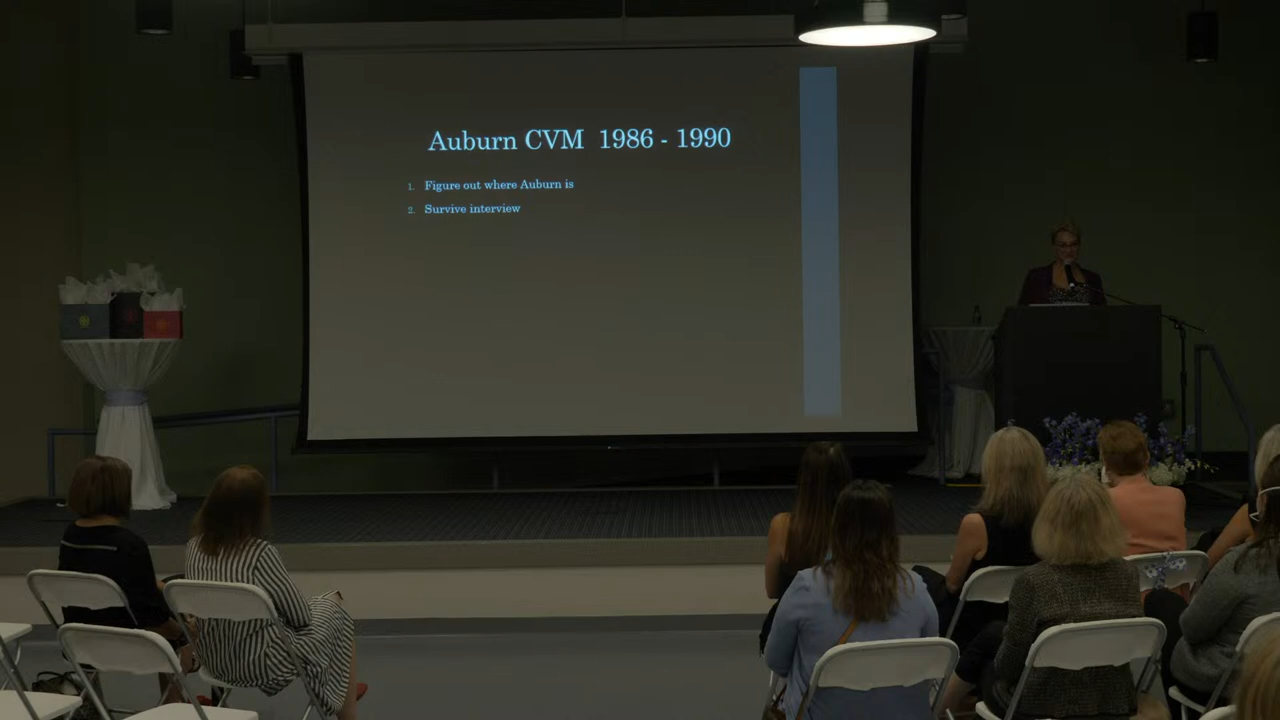 Auburn CVM 1986 - 1990
1. Figure out where Auburn is
2. Survive interview